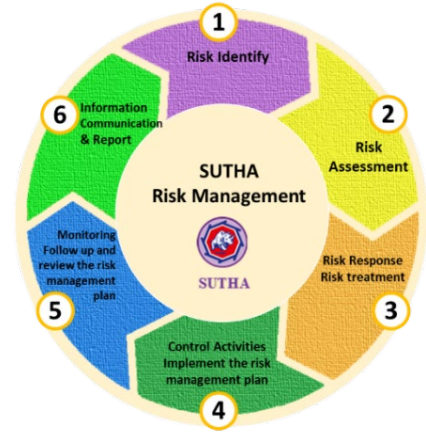 1
Risk Identify
2
Risk
Assessment
3
Risk Response
Risk treatment
4
Control Activities
Implement the risk
management plan
5
Monitoring
Follow up and
review the risk
management
plan
6
Information
Communication
& Report
SUTHA
Risk Management
SUTHA